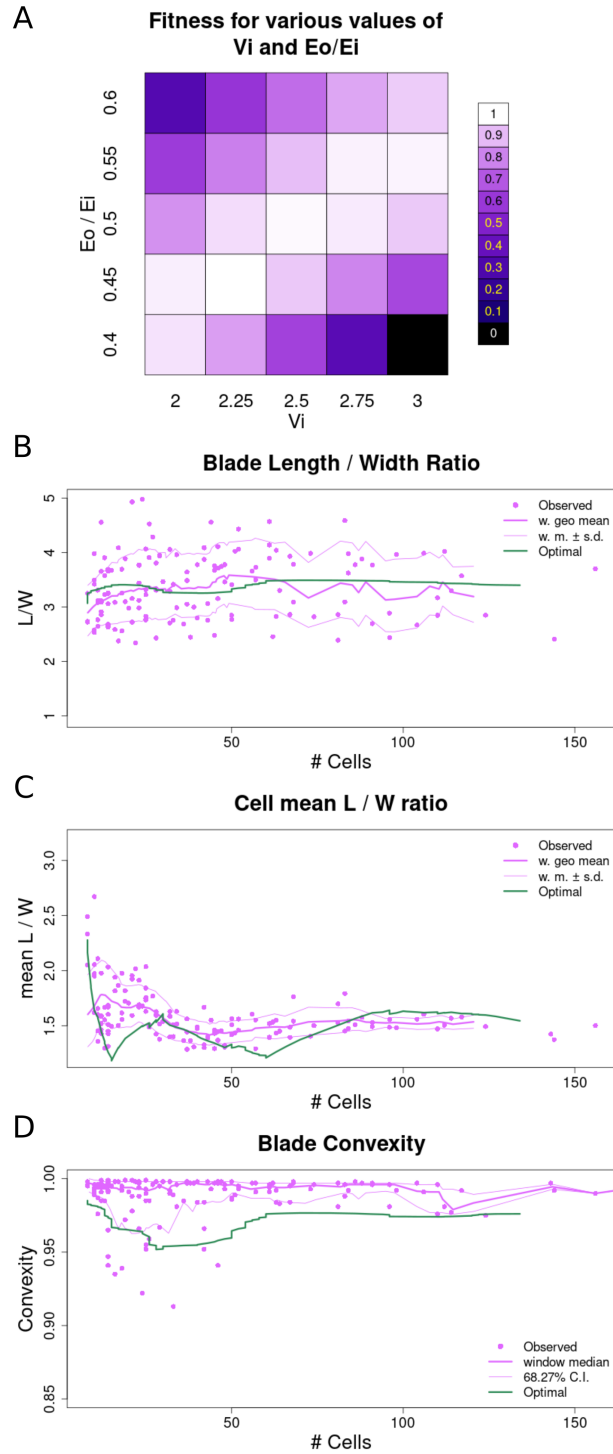 A
Fitness for various values of
Vi and Eo/Ei
Eo / Ei
0.6
0.55
0.5
0.45
0.4
2 2.25 2.5 2.75 3
Vi
1
0.9
0.8
0.7
0.6
0.5
0.4
0.3
0.2
0.1
0
B
Blade Length / Width Ratio
L/W
5
4
3
2
1
Observed
w. geo mean
w. m. ± s.d.
Optimal
50 100 150
# Cells
C
Cell mean L / W ratio
mean L / W
3.0
2.5
2.0
1.5
Observed
w. geo mean
w. m. ± s.d.
Optimal
50 100 150
# Cells
D
Blade Convexity
Convexity
1.00
0.95
0.90
0.85
Observed
window median
68.27% C.I.
Optimal
50 100 150
# Cells